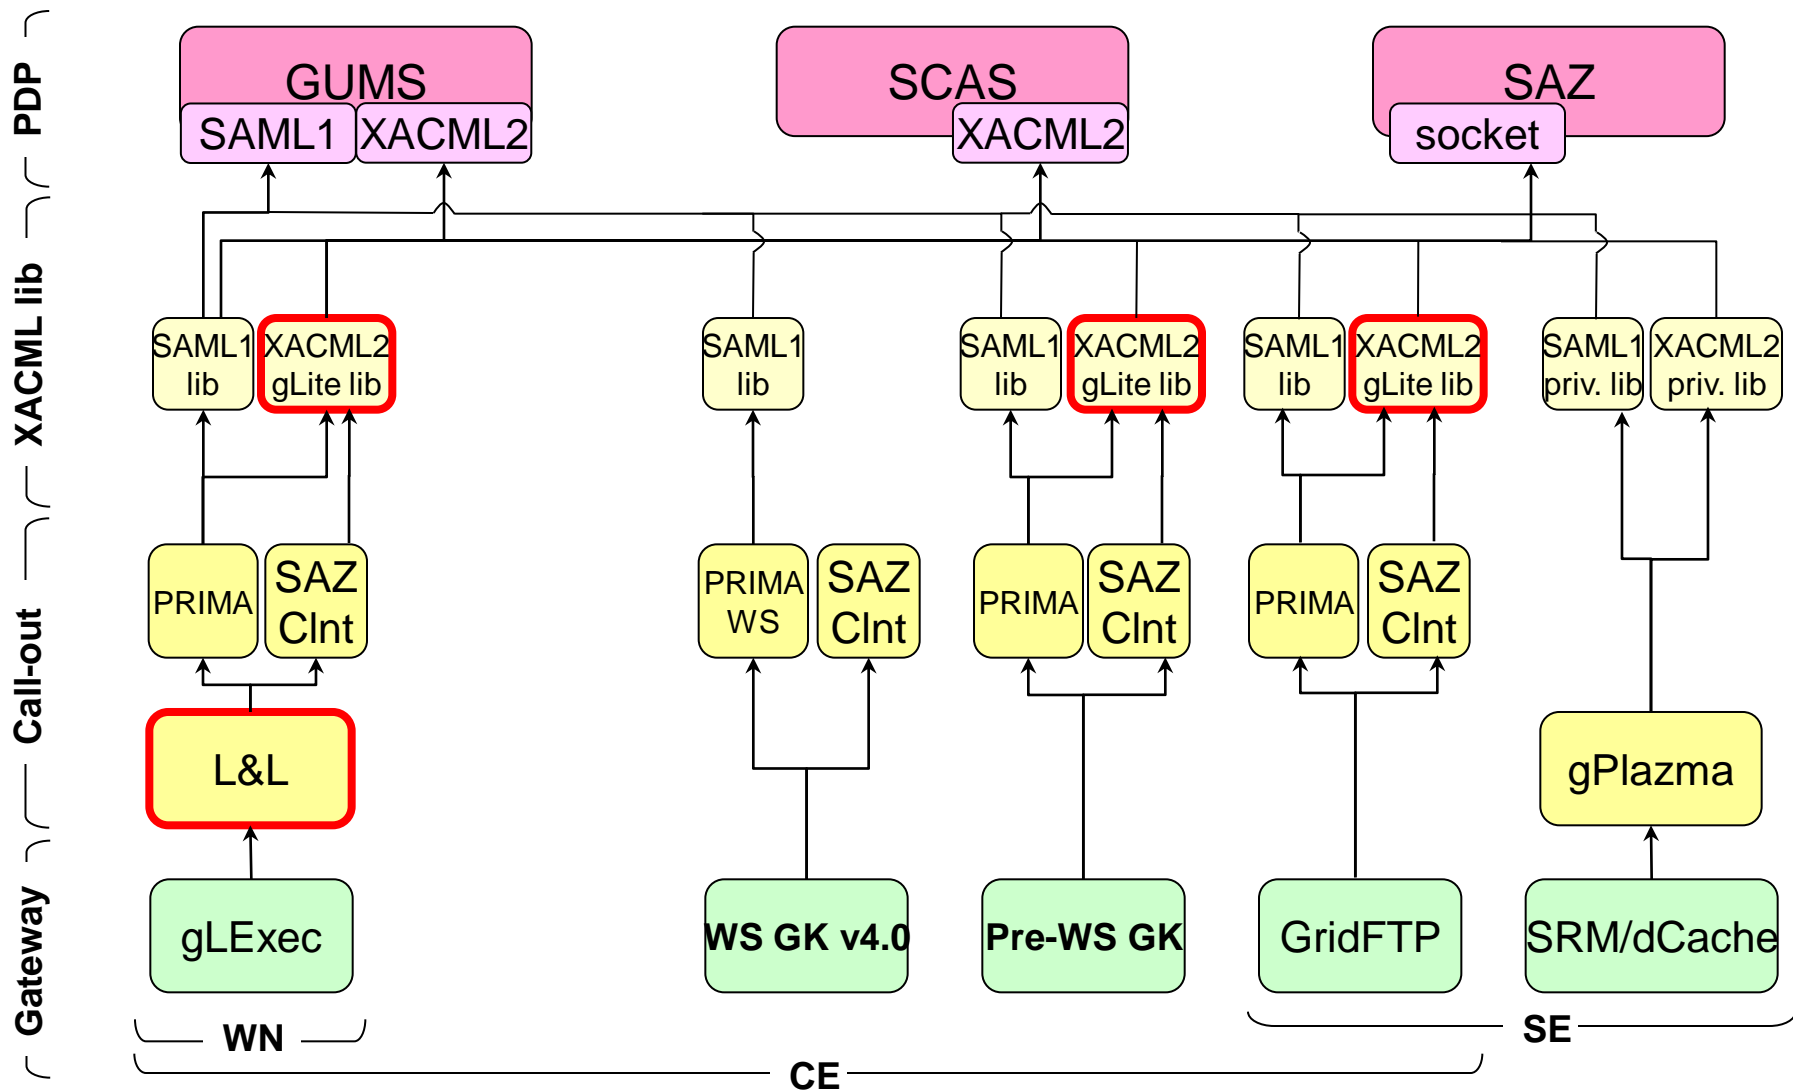 PDP
GUMS
SCAS
SAZ
SAML1
XACML2
XACML2
socket
XACML lib
SAML1
lib
XACML2
gLite lib
SAML1
lib
SAML1
lib
XACML2
gLite lib
SAML1
lib
XACML2
gLite lib
SAML1
priv. lib
XACML2
priv. lib
Call-out
PRIMA
SAZ
Clnt
PRIMA
WS
SAZ
Clnt
PRIMA
SAZ
Clnt
PRIMA
SAZ
Clnt
L&L
gPlazma
Gateway
gLExec
WS GK v4.0
Pre-WS GK
GridFTP
SRM/dCache
WN
SE
CE